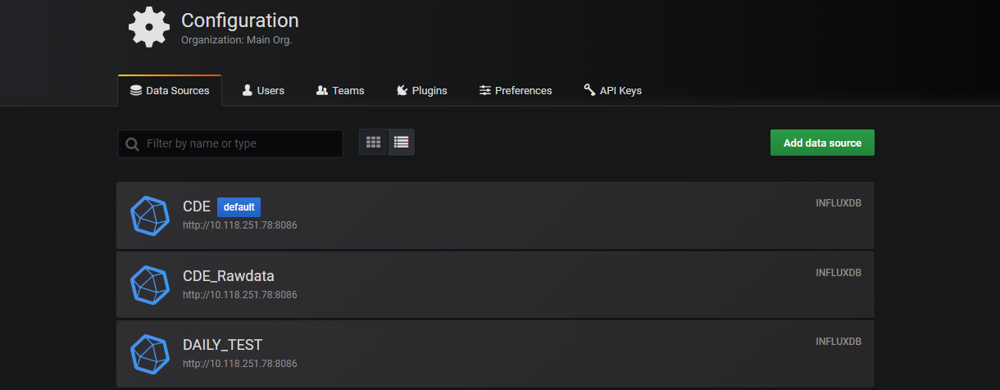 Configuration
Organization: Main Org.
Data Sources Users Teams Plugins Preferences API Keys
Filter by name or type Add data source
CDE default INFLUXDB
http://10.118.251.78:8086
CDE_Rawdata INFLUXDB
http://10.118.251.78:8086
DAILY_TEST INFLUXDB
http://10.118.251.78:8086